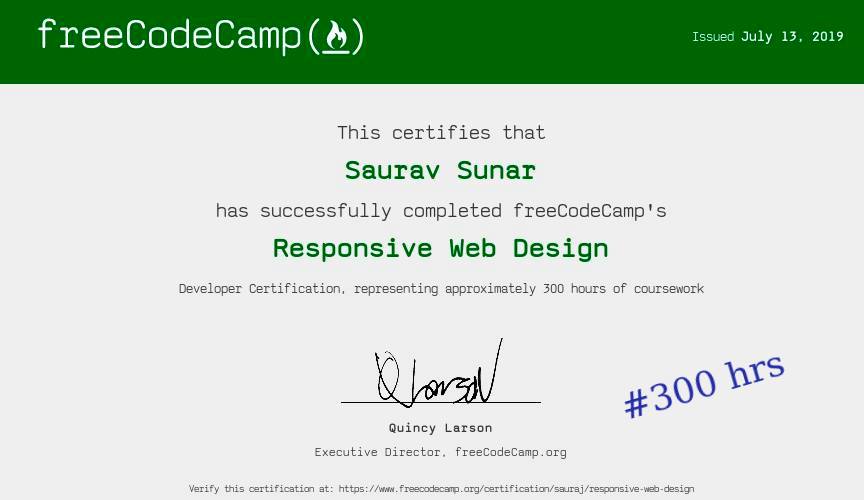 freeCodeCamp(🔥)
Issued July 13, 2019
This certifies that
Saurav Sunar
has successfully completed freeCodeCamp's
Responsive Web Design
Developer Certification, representing approximately 300 hours of coursework
Q Larson
#300 hrs
Quincy Larson
Executive Director, freeCodeCamp.org
Verify this certification at: https://www.freecodecamp.org/certification/sauraj/responsive-web-design